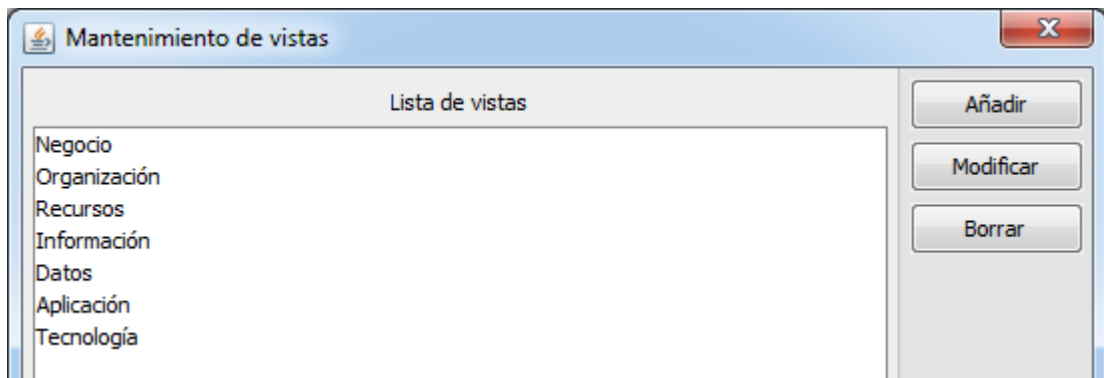 Mantenimiento de vistas
Lista de vistas
Negocio
Organización
Recursos
Información
Datos
Aplicación
Tecnología
Añadir
Modificar
Borrar